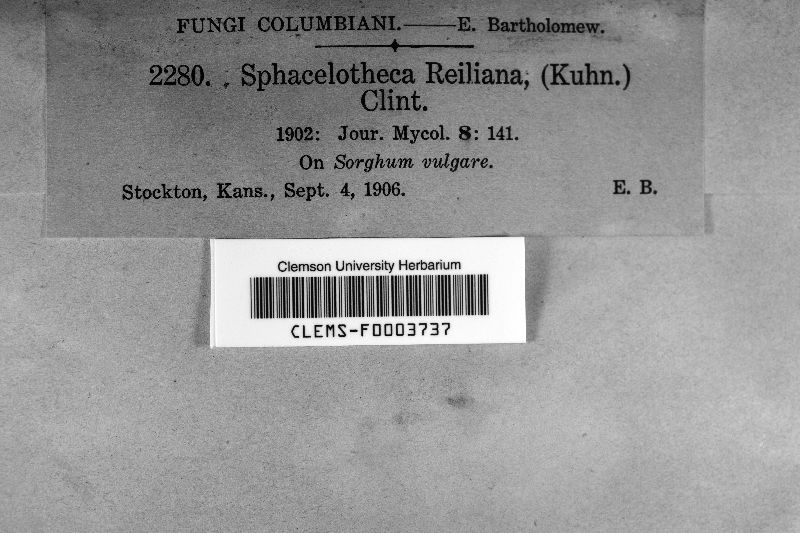 FUNGI COLUMBIANI.——E. Bartholomew.
2280. Sphacelotheca Reiliana, (Kuhn.)
Clint.
1902: Jour. Mycol. 8: 141.
On Sorghum vulgare.
Stockton, Kans., Sept. 4, 1906. E. B.
Clemson University Herbarium
CLEMS-F0003737